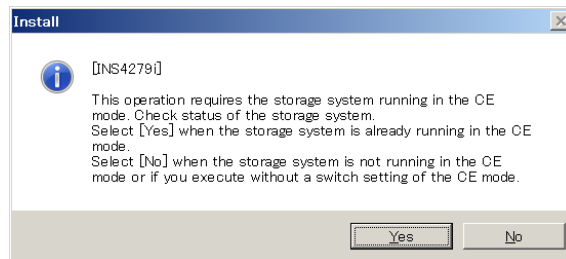 Install
[INS4279i]
This operation requires the storage system running in the CE
mode. Check status of the storage system.
Select [Yes] when the storage system is already running in the CE
mode.
Select [No] when the storage system is not running in the CE
mode or if you execute without a switch setting of the CE mode.
Yes No